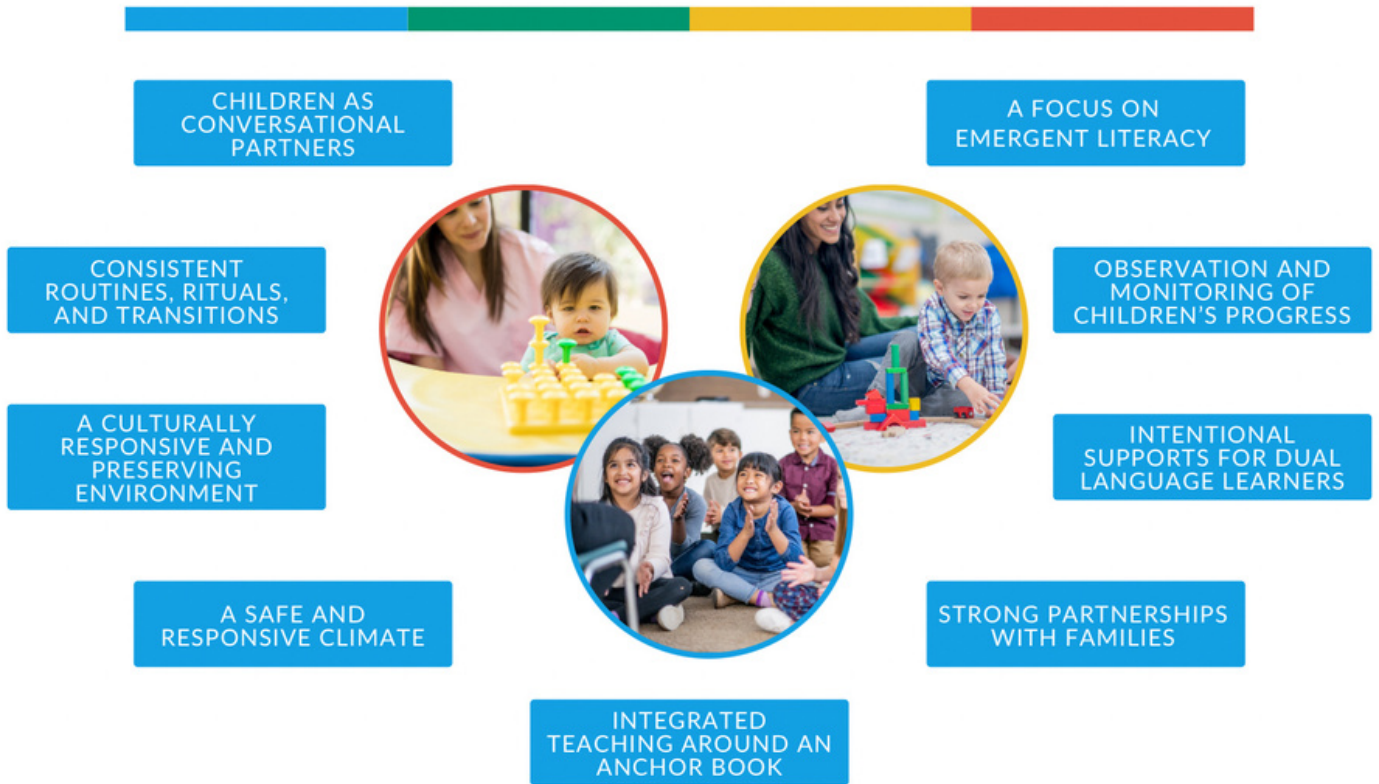 CHILDREN AS
CONVERSATIONAL
PARTNERS
A FOCUS ON
EMERGENT LITERACY
CONSISTENT
ROUTINES, RITUALS,
AND TRANSITIONS
OBSERVATION AND
MONITORING OF
CHILDREN’S PROGRESS
A CULTURALLY
RESPONSIVE AND
PRESERVING
ENVIRONMENT
INTENTIONAL
SUPPORTS FOR DUAL
LANGUAGE LEARNERS
A SAFE AND
RESPONSIVE CLIMATE
STRONG PARTNERSHIPS
WITH FAMILIES
INTEGRATED
TEACHING AROUND AN
ANCHOR BOOK